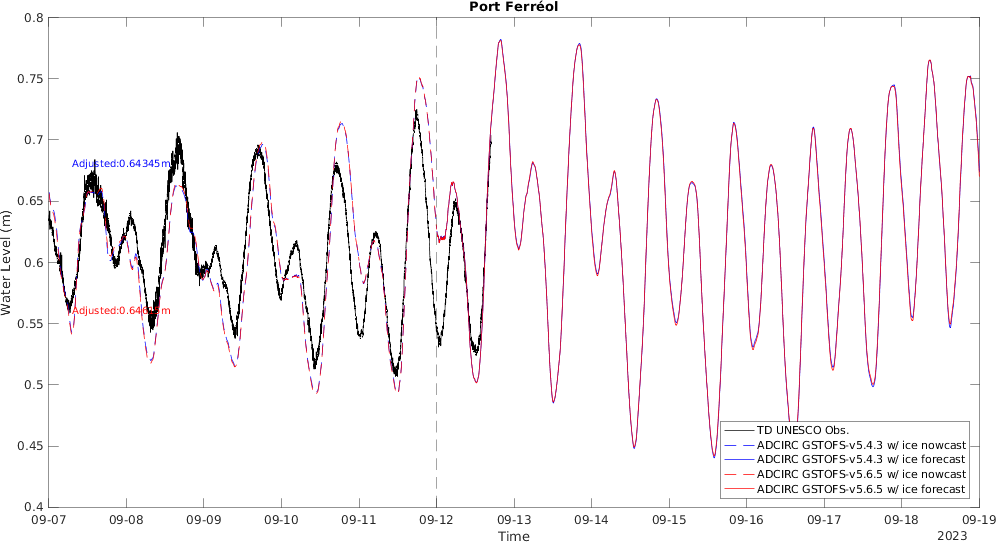 Port Ferréol
Water Level (m)
0.8
0.75
0.7
0.65
0.6
0.55
0.5
0.45
0.4
Adjusted:0.64345m
TD UNESCO Obs.
ADCIRC GSTOFS-v5.4.3 w/ ice nowcast
ADCIRC GSTOFS-v5.4.3 w/ ice forecast
ADCIRC GSTOFS-v5.6.5 w/ ice nowcast
ADCIRC GSTOFS-v5.6.5 w/ ice forecast
09-07 09-08 09-09 09-10 09-11 09-12 09-13 09-14 09-15 09-16 09-17 09-18 09-19
Time
2023